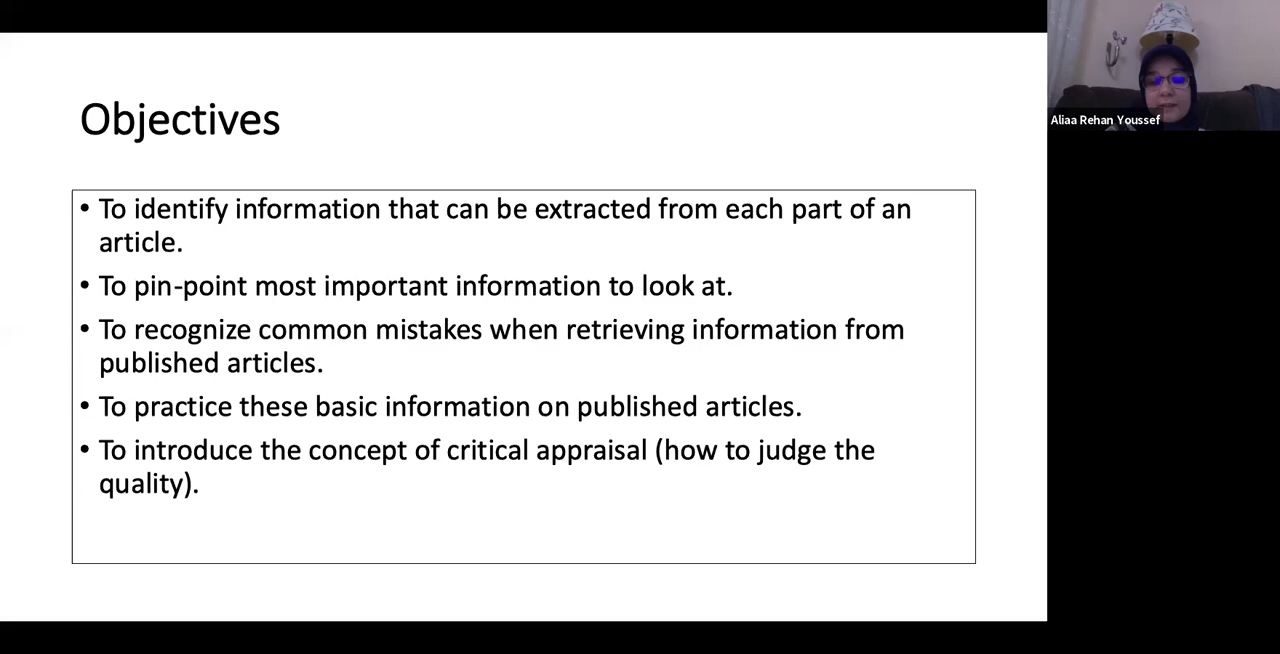 Objectives
• To identify information that can be extracted from each part of an
article.
• To pin-point most important information to look at.
• To recognize common mistakes when retrieving information from
published articles.
• To practice these basic information on published articles.
• To introduce the concept of critical appraisal (how to judge the
quality).
Aliaa Rehan Youssef